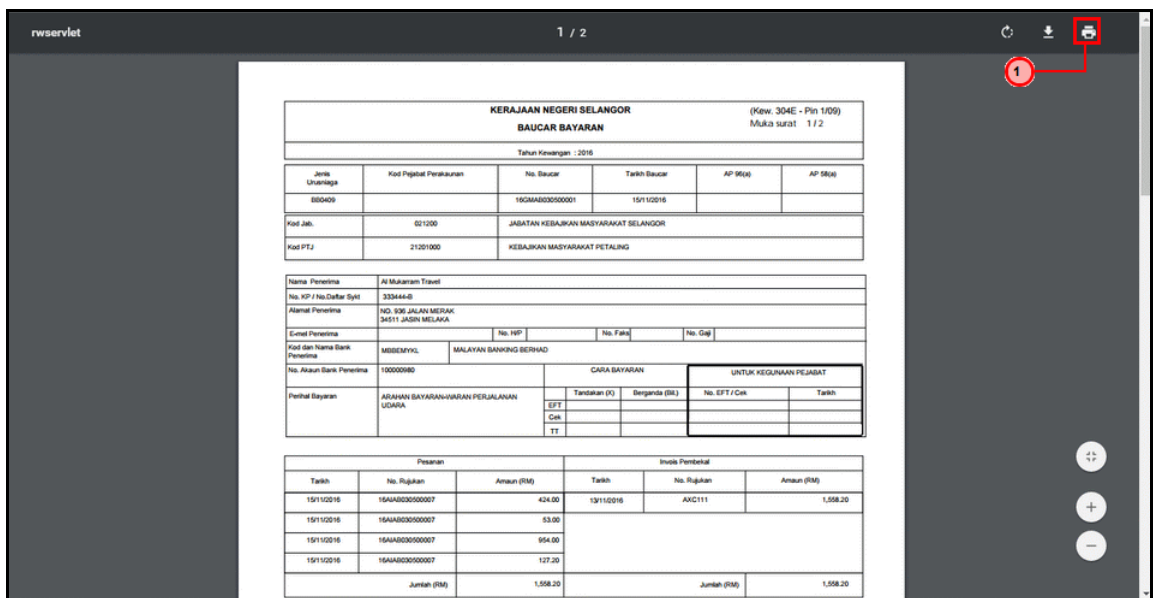 rwservlet 1 / 2
1
KERAJAAN NEGERI SELANGOR (Kew. 304E - Pin 1/09)
BAUCAR BAYARAN Muka surat 1 / 2
Tahun Kewangan : 2016
Jenis Urusniaga Kod Pejabat Perakaunan No. Baucar Tarikh Baucar AP 96(a) AP 58(a)
BB0409 16GMAB030500001 15/11/2016
Kod Jab. 021200 JABATAN KEBAJIKAN MASYARAKAT SELANGOR
Kod PTJ 21201000 KEBAJIKAN MASYARAKAT PETALING
Nama Penerima Al Mukarram Travel
No. KP / No.Daftar Sykt 333444-B
Alamat Penerima NO. 936 JALAN MERAK
34511 JASIN MELAKA
E-mel Penerima No. H/P No. Faks No. Gaji
Kod dan Nama Bank Penerima MBBEMYKL MALAYAN BANKING BERHAD
No. Akaun Bank Penerima 100000980 CARA BAYARAN UNTUK KEGUNAAN PEJABAT
Perihal Bayaran ARAHAN BAYARAN-WARAN PERJALANAN UDARA Tandakan (X) Berganda (Bil.) No. EFT / Cek Tarikh
EFT
Cek
TT
Pesanan Invois Pembekal
Tarikh No. Rujukan Amaun (RM) Tarikh No. Rujukan Amaun (RM)
15/11/2016 16AIAB030500007 424.00 13/11/2016 AXC111 1,558.20
15/11/2016 16AIAB030500007 53.00
15/11/2016 16AIAB030500007 954.00
15/11/2016 16AIAB030500007 127.20
Jumlah (RM) 1,558.20 Jumlah (RM) 1,558.20